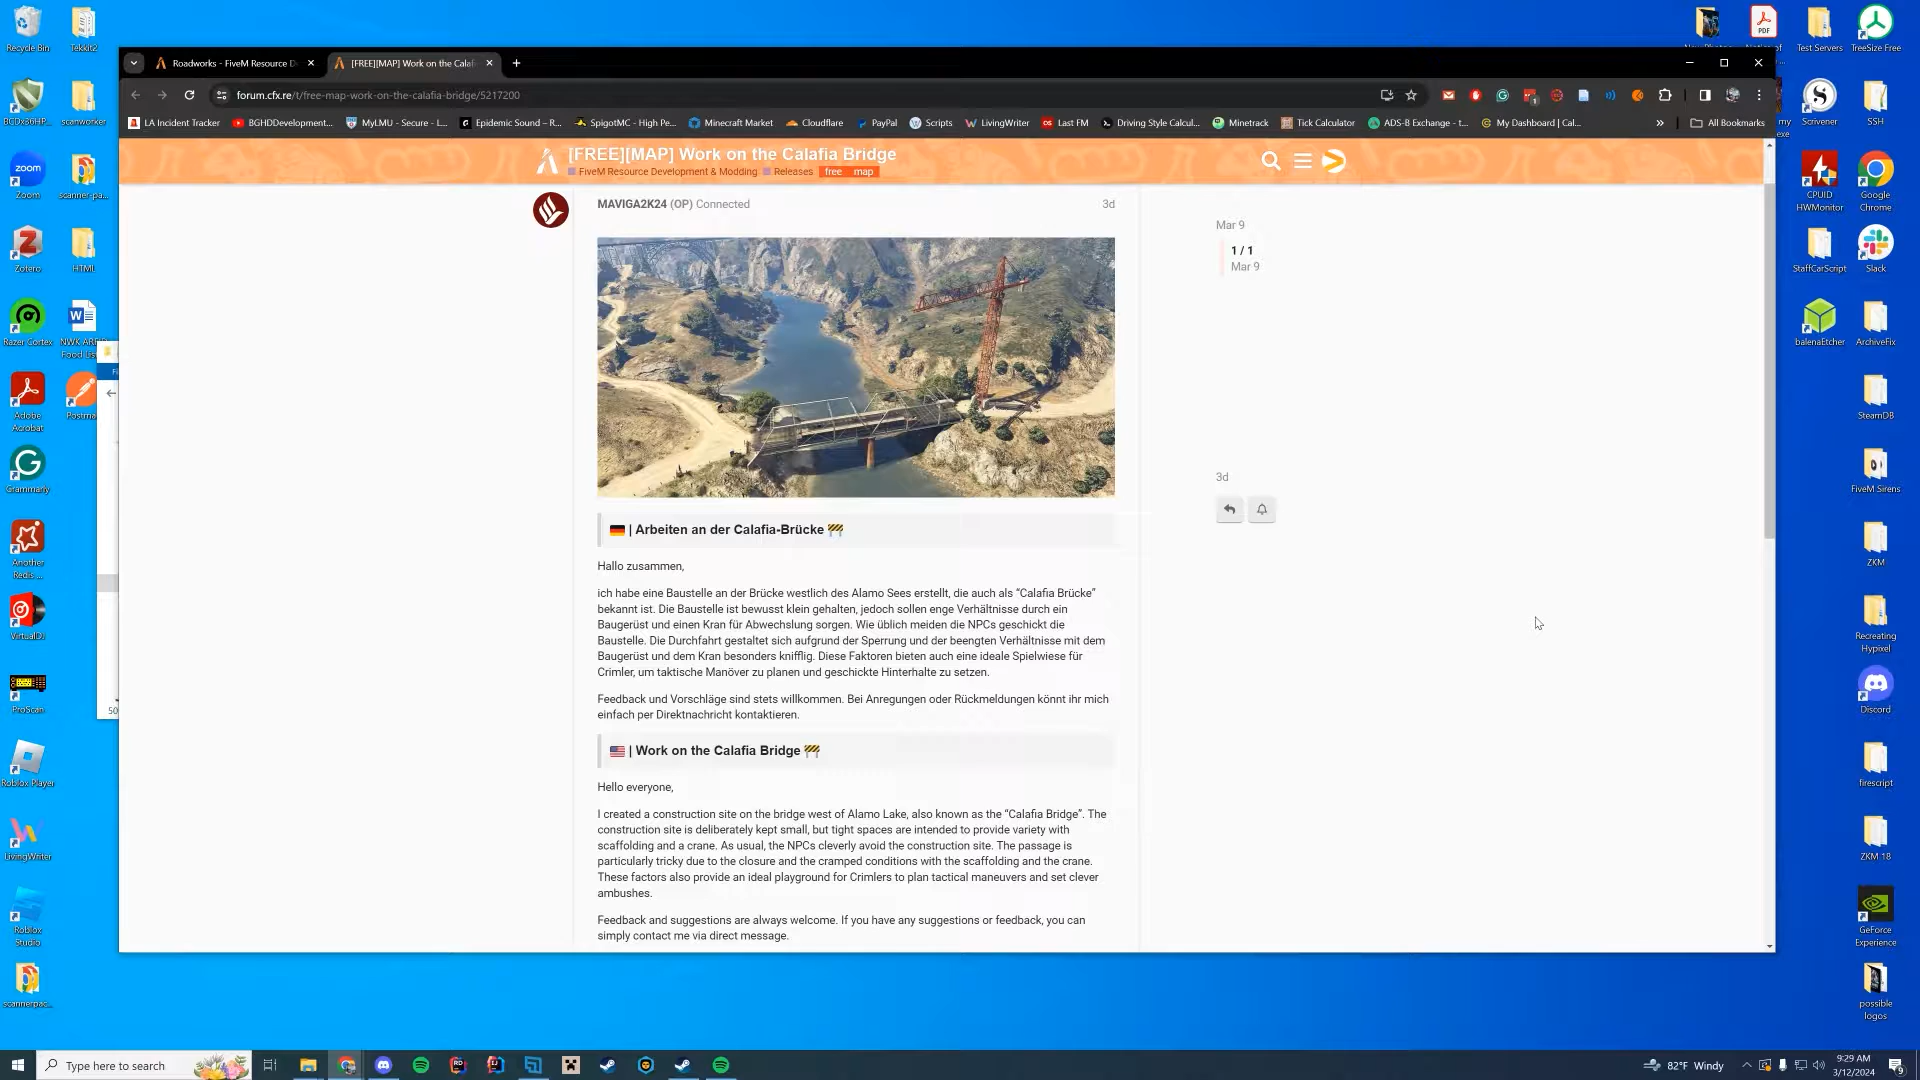 Recycle Bin
Tekkit2
BCDx36HP...
scanworker
Zoom
scanner-pa...
Zotero
HTML
Razer Cortex
NWK ARE
Food List
Adobe
Acrobat
Postma
Grammarly
Another
Redis ...
VirtualDJ
ProScan
Roblox Player
LivingWriter
Roblox
Studio
scannerpac...
Roadworks - FiveM Resource D
[FREE][MAP] Work on the Calaf
forum.cfx.re/t/free-map-work-on-the-calafia-bridge/5217200
LA Incident Tracker
BGHDDevelopment...
MyLMU - Secure - L...
Epidemic Sound – R...
SpigotMC - High Pe...
Minecraft Market
Cloudflare
PayPal
Scripts
LivingWriter
Last FM
Driving Style Calcul...
Minetrack
Tick Calculator
ADS-B Exchange - t...
My Dashboard | Cal...
»
All Bookmarks
[FREE][MAP] Work on the Calafia Bridge
FiveM Resource Development & Modding Releases free map
MAVIGA2K24 (OP) Connected 3d
Mar 9
1 / 1
Mar 9
3d
| Arbeiten an der Calafia-Brücke
Hallo zusammen,
ich habe eine Baustelle an der Brücke westlich des Alamo Sees erstellt, die auch als “Calafia Brücke”
bekannt ist. Die Baustelle ist bewusst klein gehalten, jedoch sollen enge Verhältnisse durch ein
Baugerüst und einen Kran für Abwechslung sorgen. Wie üblich meiden die NPCs geschickt die
Baustelle. Die Durchfahrt gestaltet sich aufgrund der Sperrung und der beengten Verhältnisse mit dem
Baugerüst und dem Kran besonders knifflig. Diese Faktoren bieten auch eine ideale Spielwiese für
Crimler, um taktische Manöver zu planen und geschickte Hinterhalte zu setzen.
Feedback und Vorschläge sind stets willkommen. Bei Anregungen oder Rückmeldungen könnt ihr mich
einfach per Direktnachricht kontaktieren.
| Work on the Calafia Bridge
Hello everyone,
I created a construction site on the bridge west of Alamo Lake, also known as the “Calafia Bridge”. The
construction site is deliberately kept small, but tight spaces are intended to provide variety with
scaffolding and a crane. As usual, the NPCs cleverly avoid the construction site. The passage is
particularly tricky due to the closure and the cramped conditions with the scaffolding and the crane.
These factors also provide an ideal playground for Crimlers to plan tactical maneuvers and set clever
ambushes.
Feedback and suggestions are always welcome. If you have any suggestions or feedback, you can
simply contact me via direct message.
Test Servers
TreeSize Free
Scrivener
SSH
CPUID
HWMonitor
Google
Chrome
StaffCarScript
Slack
balenaEtcher
ArchiveFix
SteamDB
FiveM Sirens
ZKM
Recreating
Hypixel
Discord
firescript
ZKM 18
GeForce
Experience
possible
logos
Type here to search
82°F Windy
9:29 AM
3/12/2024